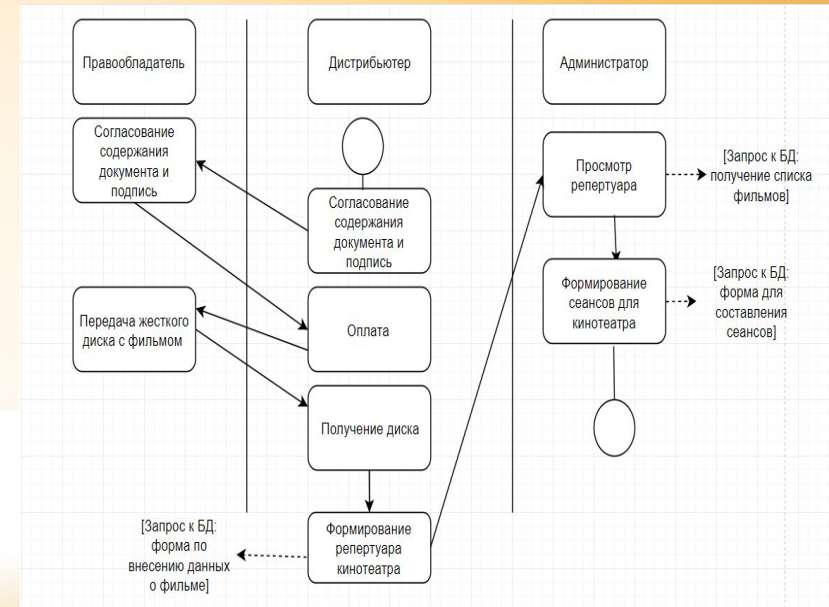 Правообладатель
Дистрибьютер
Администратор
Согласование
содержания
документа и
подпись
Согласование
содержания
документа и
подпись
Просмотр
репертуара
[Запрос к БД:
получение списка
фильмов]
Передача жесткого
диска с фильмом
Оплата
Формирование
сеансов для
кинотеатра
[Запрос к БД:
форма для
составления
сеансов]
Получение диска
[Запрос к БД:
форма по
внесению данных
о фильме]
Формирование
репертуара
кинотеатра